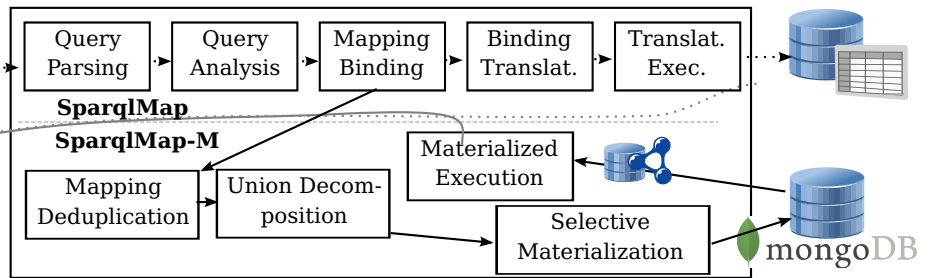 Query
Parsing
Query
Analysis
Mapping
Binding
Binding
Translat.
Translat.
Exec.
SparqlMap
SparqlMap-M
Materialized
Execution
Mapping
Deduplication
Union Decom-
position
Selective
Materialization
mongoDB